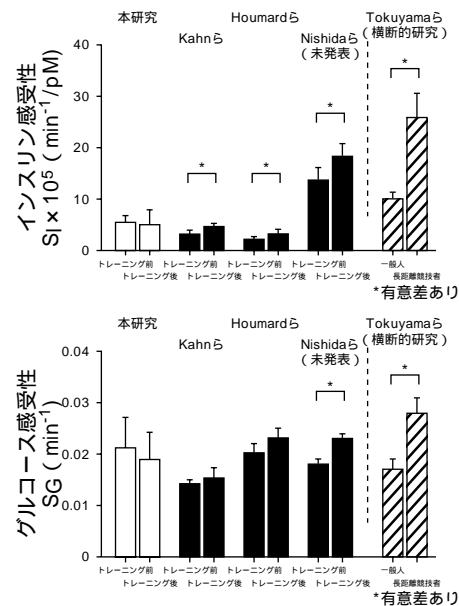 本研究
Houmardら
Tokuyamaら
Kahnら
Nishidaら
(横断的研究)
(未発表)
インスリン感受性
SI × 10⁵ ( min⁻¹/pM)
40
30
20
10
0
*
*
*
*
トレーニング前
トレーニング後
トレーニング前
トレーニング後
トレーニング前
トレーニング後
トレーニング前
トレーニング後
一般人
長距離競技者
*有意差あり
本研究
Houmardら
Tokuyamaら
Kahnら
Nishidaら
(横断的研究)
(未発表)
グルコース感受性
SG ( min⁻¹)
0.04
0.03
0.02
0.01
0
*
*
トレーニング前
トレーニング後
トレーニング前
トレーニング後
トレーニング前
トレーニング後
トレーニング前
トレーニング後
一般人
長距離競技者
*有意差あり